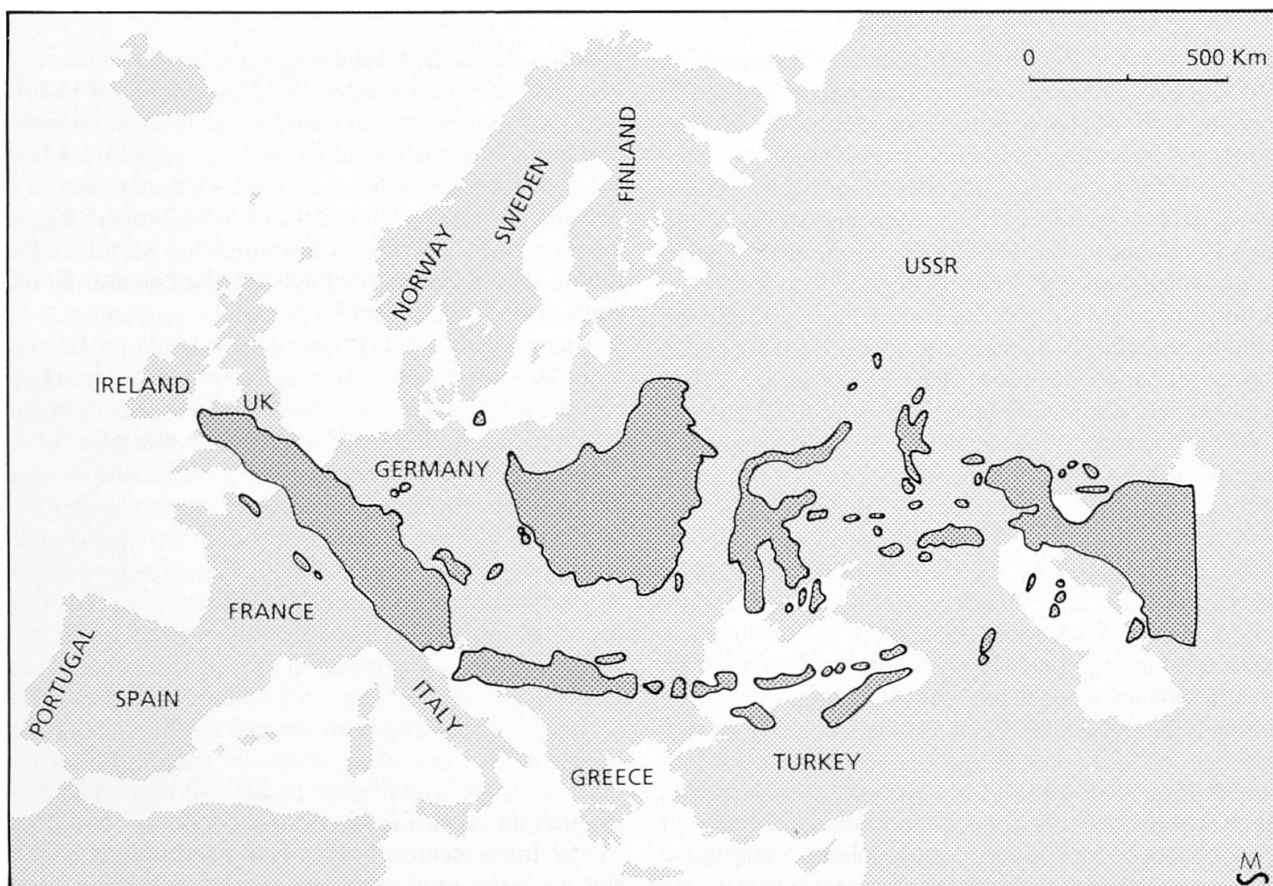 0 500 Km
FINLAND
SWEDEN
NORWAY
USSR
IRELAND
UK
GERMANY
FRANCE
PORTUGAL
SPAIN
ITALY
TURKEY
GREECE